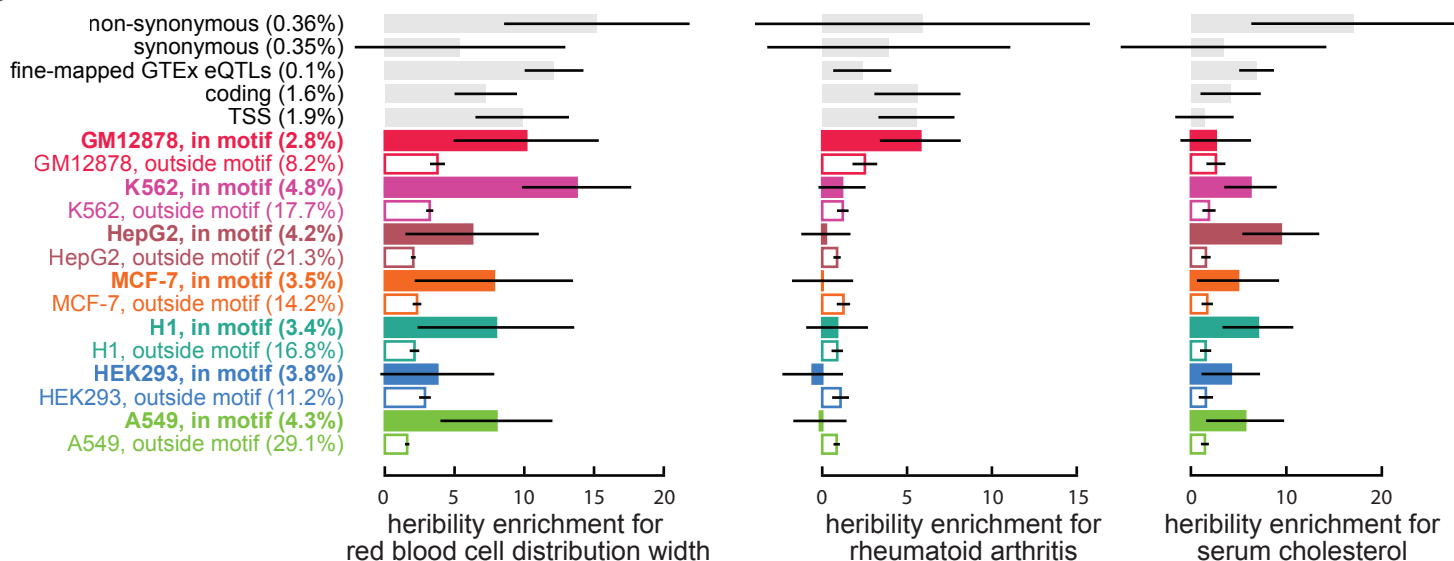 non-synonymous (0.36%)
synonymous (0.35%)
fine-mapped GTEx eQTLs (0.1%)
coding (1.6%)
TSS (1.9%)
GM12878, in motif (2.8%)
GM12878, outside motif (8.2%)
K562, in motif (4.8%)
K562, outside motif (17.7%)
HepG2, in motif (4.2%)
HepG2, outside motif (21.3%)
MCF-7, in motif (3.5%)
MCF-7, outside motif (14.2%)
H1, in motif (3.4%)
H1, outside motif (16.8%)
HEK293, in motif (3.8%)
HEK293, outside motif (11.2%)
A549, in motif (4.3%)
A549, outside motif (29.1%)
0 5 10 15 20
heribility enrichment for
red blood cell distribution width
0 5 10 15
heribility enrichment for
rheumatoid arthritis
0 10 20
heribility enrichment for
serum cholesterol